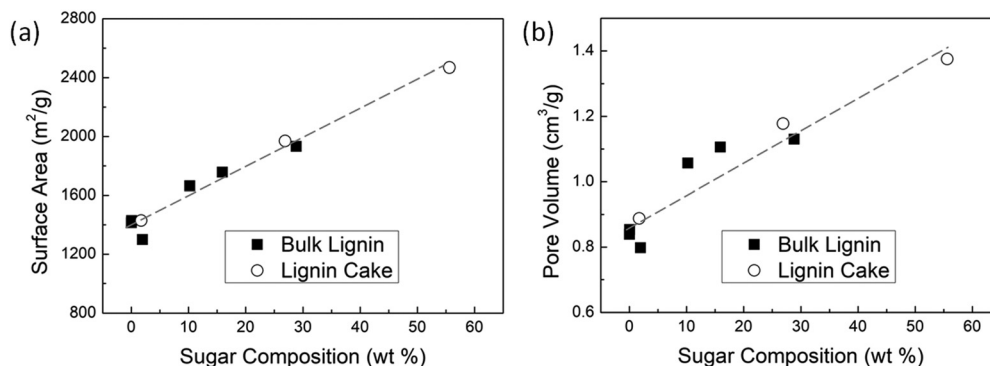 (a)
2800
2400
2000
1600
1200
800
Surface Area (m²/g)
Bulk Lignin
Lignin Cake
0 10 20 30 40 50 60
Sugar Composition (wt %)
(b)
1.4
1.2
1.0
0.8
0.6
Pore Volume (cm³/g)
Bulk Lignin
Lignin Cake
0 10 20 30 40 50 60
Sugar Composition (wt %)